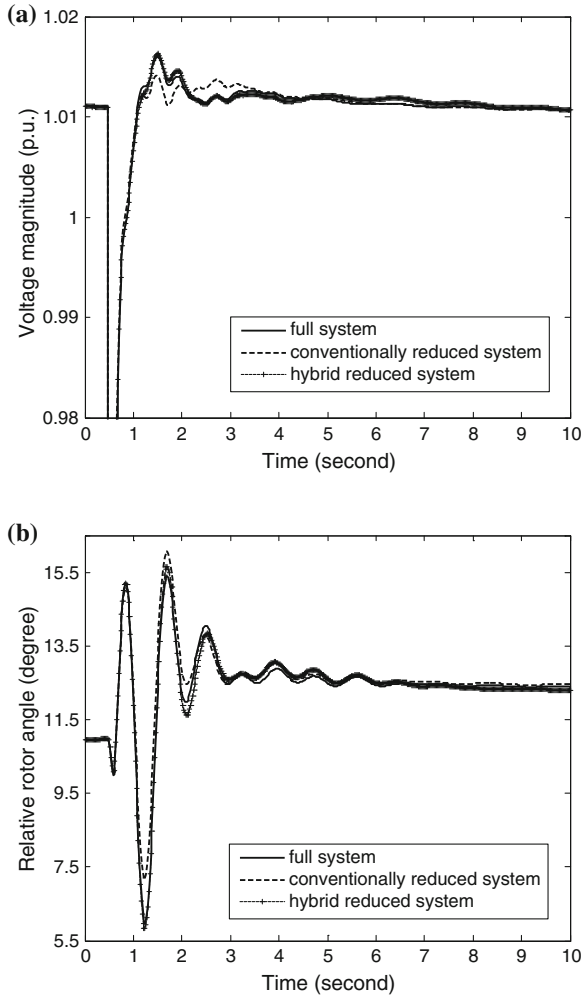 (a)
1.02
1.01
1
0.99
0.98
Voltage magnitude (p.u.)
full system
conventionally reduced system
hybrid reduced system
0 1 2 3 4 5 6 7 8 9 10
Time (second)
(b)
15.5
13.5
11.5
9.5
7.5
5.5
Relative rotor angle (degree)
full system
conventionally reduced system
hybrid reduced system
0 1 2 3 4 5 6 7 8 9 10
Time (second)